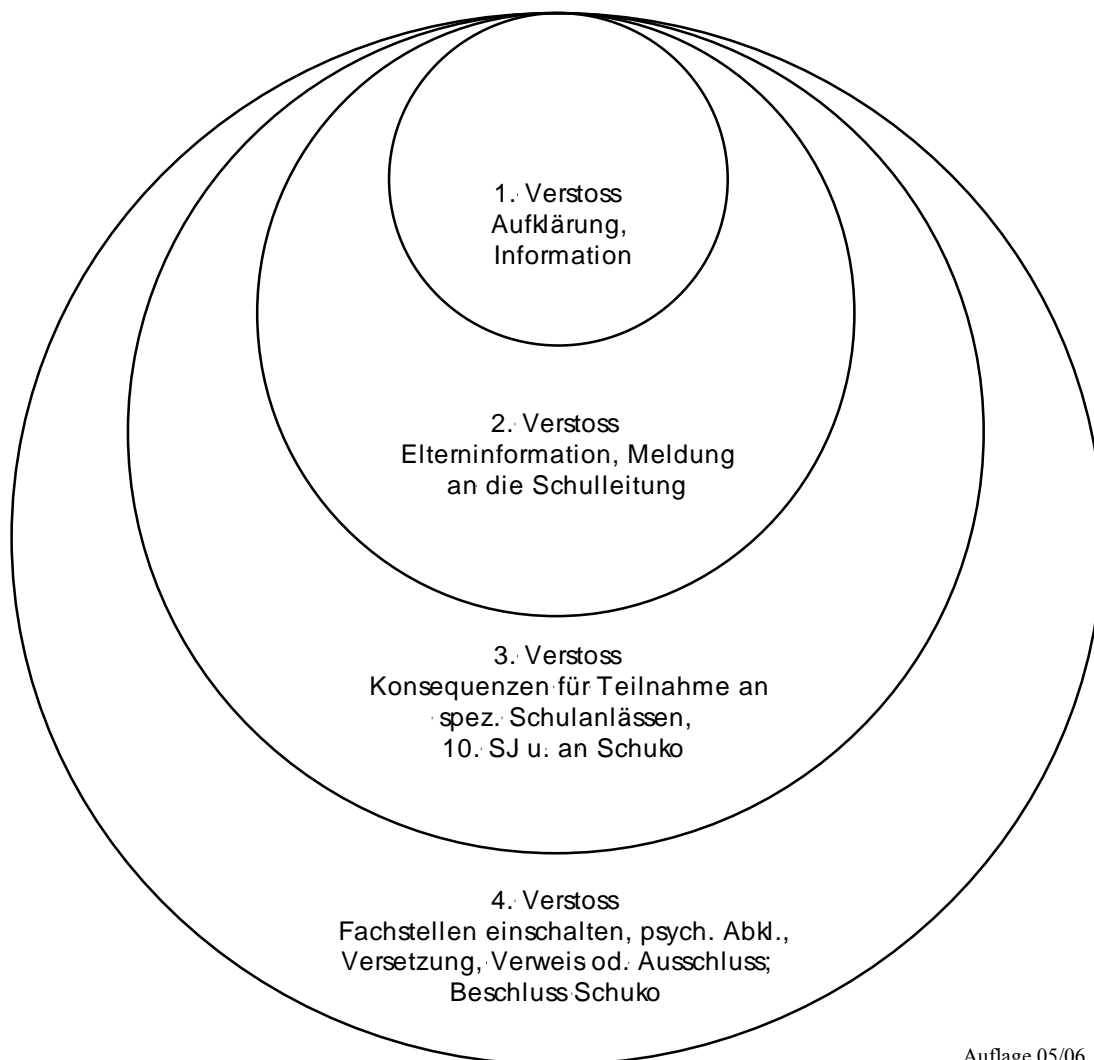 1. Verstoss
Aufklärung,
Information
2. Verstoss
Elterninformation, Meldung
an die Schulleitung
3. Verstoss
Konsequenzen für Teilnahme an
spez. Schulanlässen,
10. SJ u. an Schuko
4. Verstoss
Fachstellen einschalten, psych. Abkl.,
Versetzung, Verweis od. Ausschluss;
Beschluss Schuko
Auflage 05/06